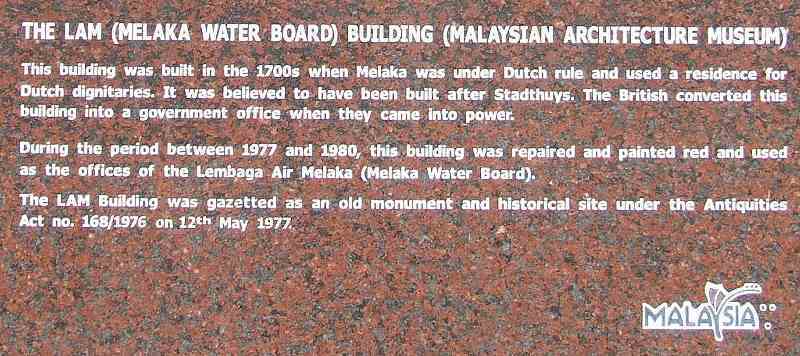 THE LAM (MELAKA WATER BOARD) BUILDING (MALAYSIAN ARCHITECTURE MUSEUM)
This building was built in the 1700s when Melaka was under Dutch rule and used a residence for
Dutch dignitaries. It was believed to have been built after Stadthuys. The British converted this
building into a government office when they came into power.
During the period between 1977 and 1980, this building was repaired and painted red and used
as the offices of the Lembaga Air Melaka (Melaka Water Board).
The LAM Building was gazetted as an old monument and historical site under the Antiquities
Act no. 168/1976 on 12th May 1977.
MALAYSIA